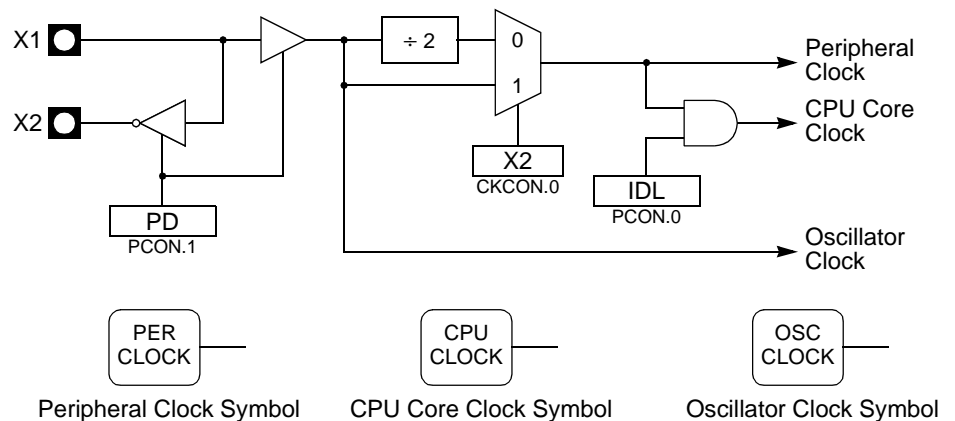 X1
÷ 2
0
Peripheral
Clock
1
X2
CPU Core
Clock
X2
CKCON.0
IDL
PCON.0
PD
PCON.1
Oscillator
Clock
PER
CLOCK
CPU
CLOCK
OSC
CLOCK
Peripheral Clock Symbol
CPU Core Clock Symbol
Oscillator Clock Symbol